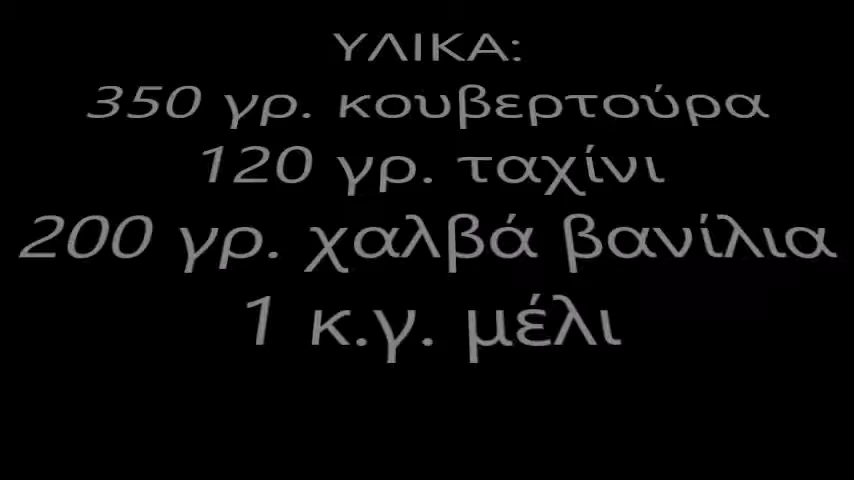 ΥΛΙΚΑ:
350 γρ. κουβερτούρα
120 γρ. ταχίνι
200 γρ. χαλβά βανίλια
1 κ.γ. μέλι